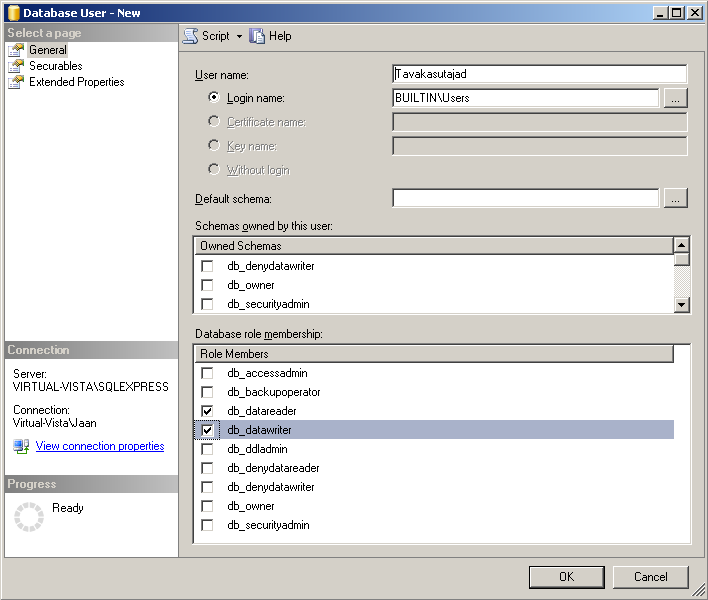 Database User - New
Select a page
General
Securables
Extended Properties
Script
Help
User name:
Tavakasutajad
Login name:
BUILTIN\Users
...
Certificate name:
Key name:
Without login
Default schema:
...
Schemas owned by this user:
Owned Schemas
db_denydatawriter
db_owner
db_securityadmin
Database role membership:
Role Members
db_accessadmin
db_backupoperator
db_datareader
db_datawriter
db_ddladmin
db_denydatareader
db_denydatawriter
db_owner
db_securityadmin
Connection
Server:
VIRTUAL-VISTA\SQLEXPRESS
Connection:
Virtual-Vista\Jaan
View connection properties
Progress
Ready
OK
Cancel